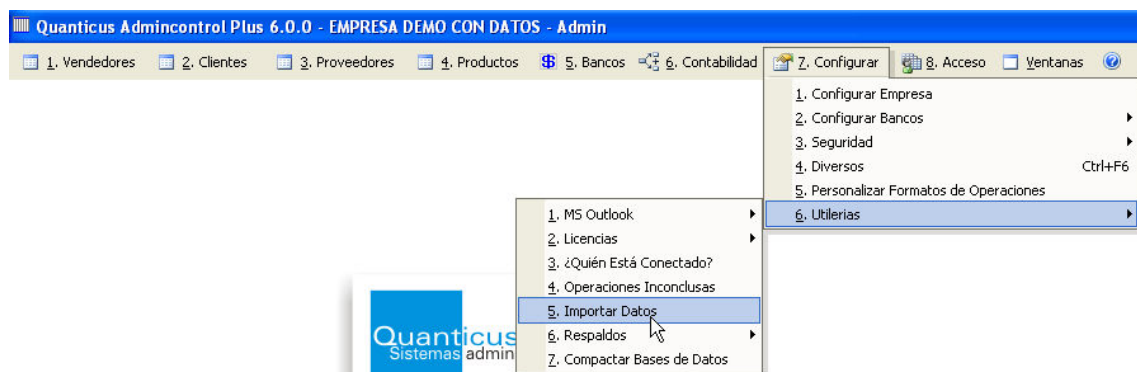 Quanticus Admincontrol Plus 6.0.0 - EMPRESA DEMO CON DATOS - Admin
1. Vendedores 2. Clientes 3. Proveedores 4. Productos 5. Bancos 6. Contabilidad 7. Configurar 8. Acceso Ventanas
1. Configurar Empresa
2. Configurar Bancos
3. Seguridad
4. Diversos Ctrl+F6
5. Personalizar Formatos de Operaciones
6. Utilerias
1. MS Outlook
2. Licencias
3. ¿Quién Está Conectado?
4. Operaciones Inconclusas
5. Importar Datos
6. Respaldos
7. Compactar Bases de Datos
Quanticus
Sistemas admin